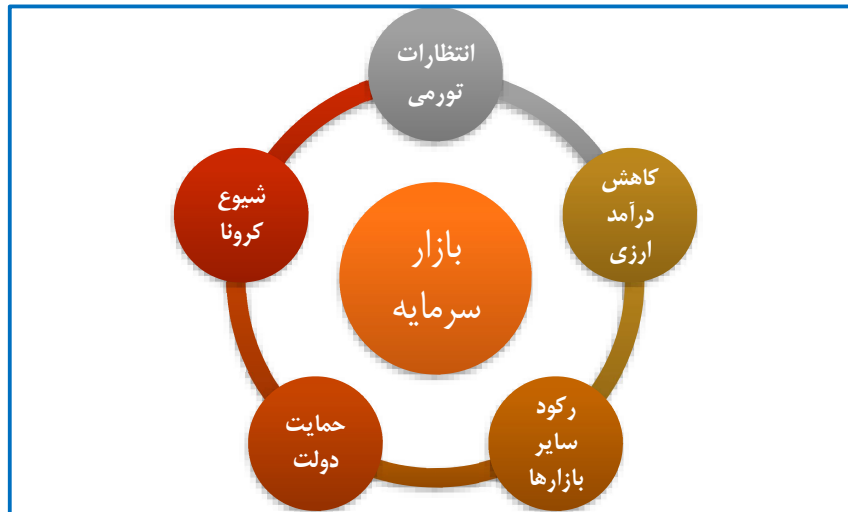 انتظارات
تورمی
کاهش
درآمد
ارزی
رکود
سایر
بازارها
حمایت
دولت
شیوع
کرونا
بازار
سرمایه